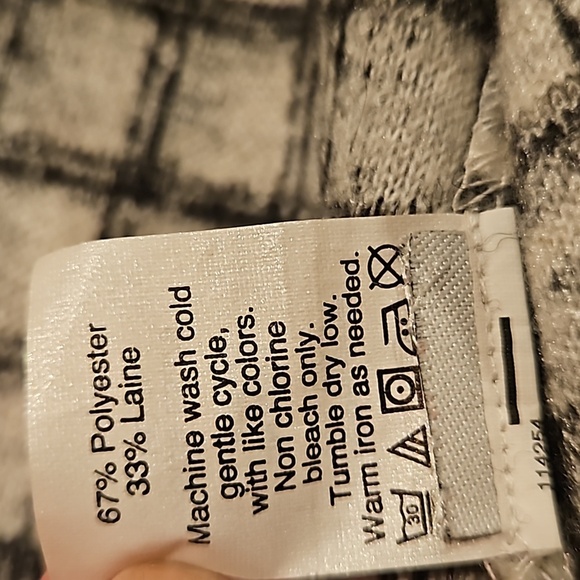 67% Polyester
33% Laine
Machine wash cold
gentle cycle,
with like colors.
Non chlorine
bleach only.
Tumble dry low.
Warm iron as needed.
30
114254